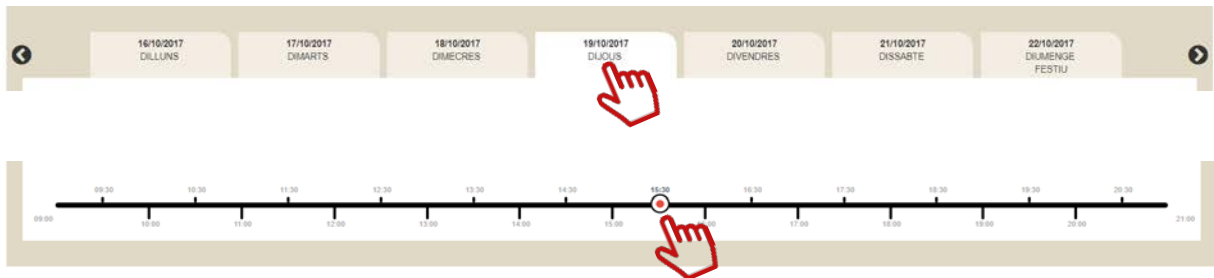 16/10/2017 17/10/2017 18/10/2017 19/10/2017 20/10/2017 21/10/2017 22/10/2017
DILLUNS DIMARTS DIMECRES DIJOUS DIVENDRES DISSABTE DIUMENGE
FESTIU
09:30 10:30 11:30 12:30 13:30 14:30 15:30 16:30 17:30 18:30 19:30 20:30
09:00 10:00 11:00 12:00 13:00 14:00 15:00 16:00 17:00 18:00 19:00 20:00 21:00